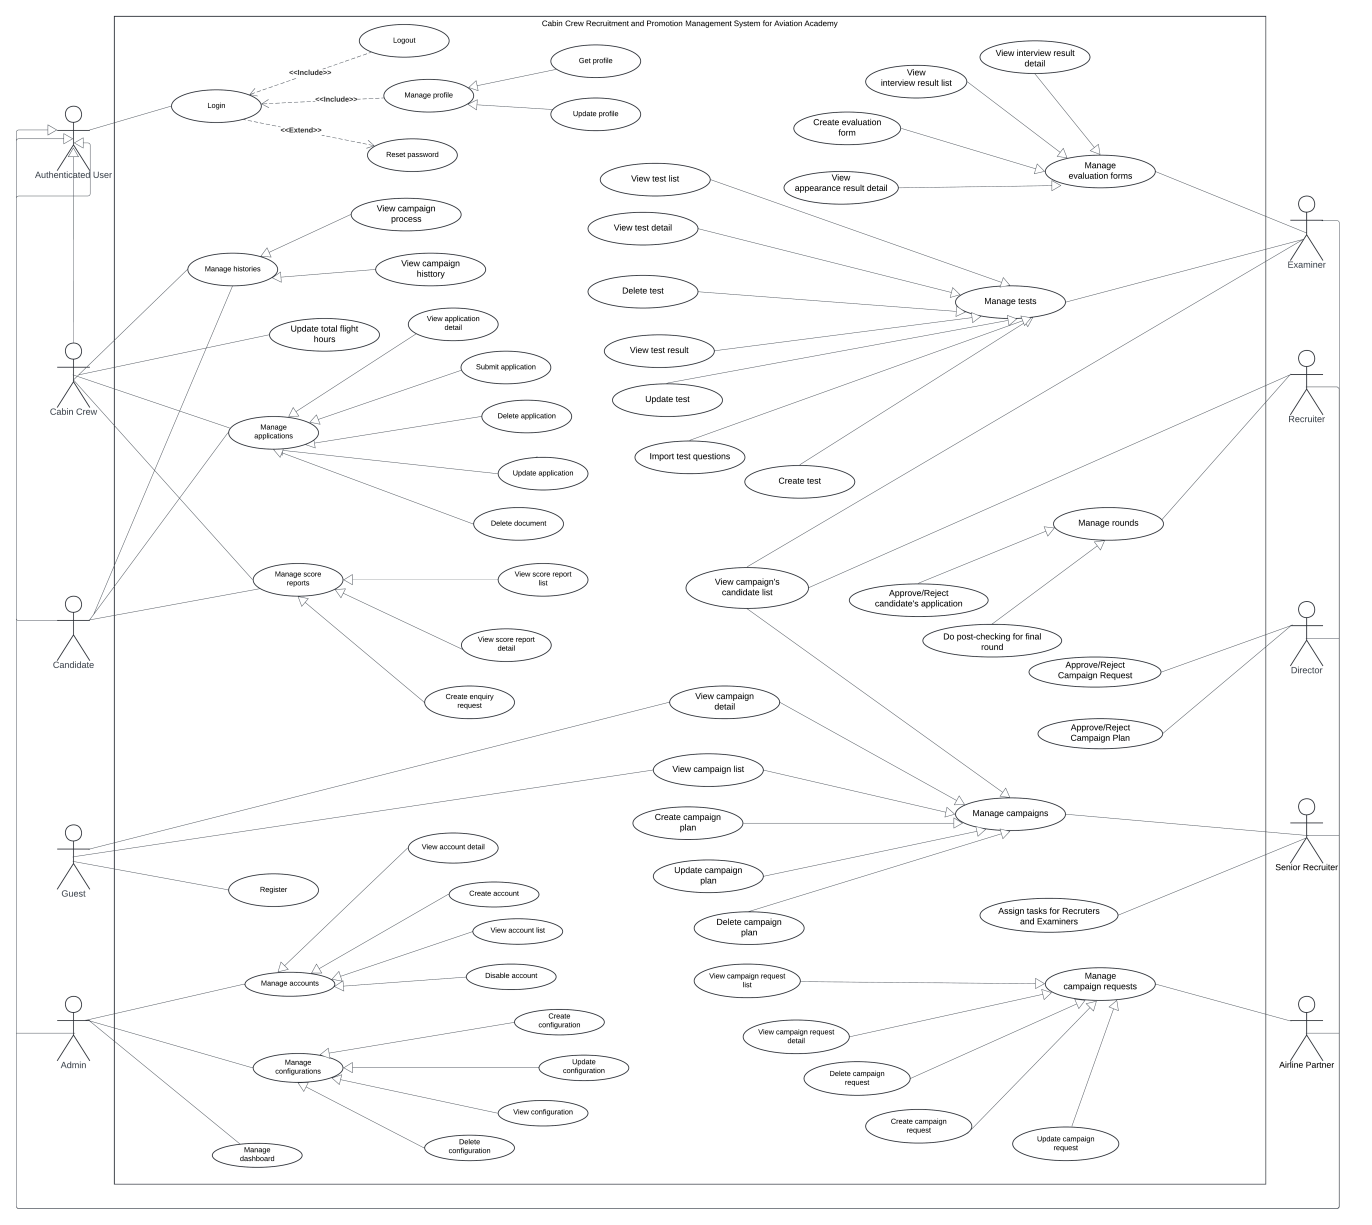 Cabin Crew Recruitment and Promotion Management System for Aviation Academy
Logout
<<Include>>
Login
<<Include>>
Manage profile
Get profile
Update profile
<<Extend>>
Reset password
Authenticated User
View campaign
process
Manage histories
View campaign
histtory
Update total flight
hours
View application
detail
Submit application
Cabin Crew
Manage
applications
Delete application
Update application
Delete document
Manage score
reports
View score report
list
View score report
detail
Candidate
Create enquiry
request
View interview result
detail
View
interview result list
Create evaluation
form
View
appearance result detail
Manage
evaluation forms
View test list
View test detail
Delete test
Manage tests
View test result
Update test
Import test questions
Create test
Examiner
Recruiter
Manage rounds
View campaign's
candidate list
Approve/Reject
candidate's application
Do post-checking for final
round
Approve/Reject
Campaign Request
Director
Approve/Reject
Campaign Plan
View campaign
detail
View campaign list
Create campaign
plan
Manage campaigns
Update campaign
plan
Delete campaign
plan
Senior Recruiter
Assign tasks for Recruters
and Examiners
Guest
Register
View account detail
Create account
View account list
Manage accounts
Disable account
Create
configuration
Admin
Manage
configurations
Update
configuration
View configuration
Delete
configuration
Manage
dashboard
View campaign request
list
Manage
campaign requests
View campaign request
detail
Delete campaign
request
Create campaign
request
Update campaign
request
Airline Partner